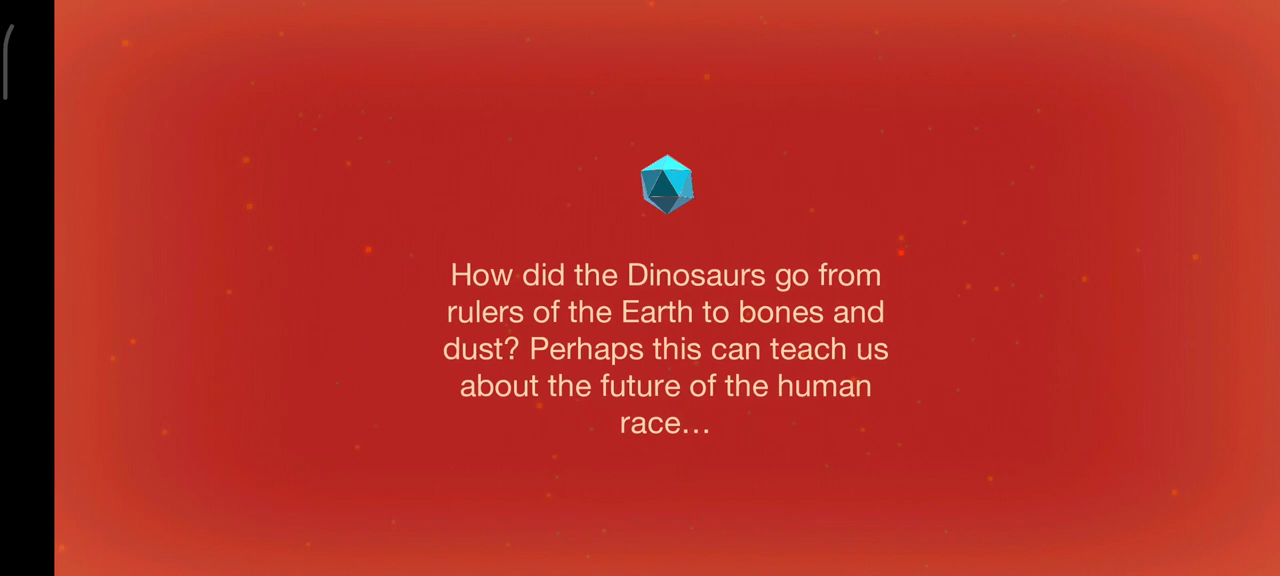 How did the Dinosaurs go from
rulers of the Earth to bones and
dust? Perhaps this can teach us
about the future of the human
race...